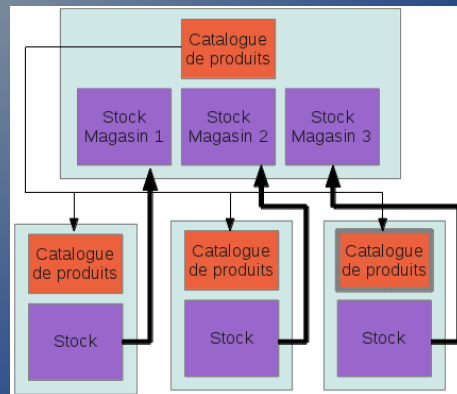 Catalogue
de produits
Stock
Magasin 1
Stock
Magasin 2
Stock
Magasin 3
Catalogue
de produits
Catalogue
de produits
Catalogue
de produits
Stock
Stock
Stock